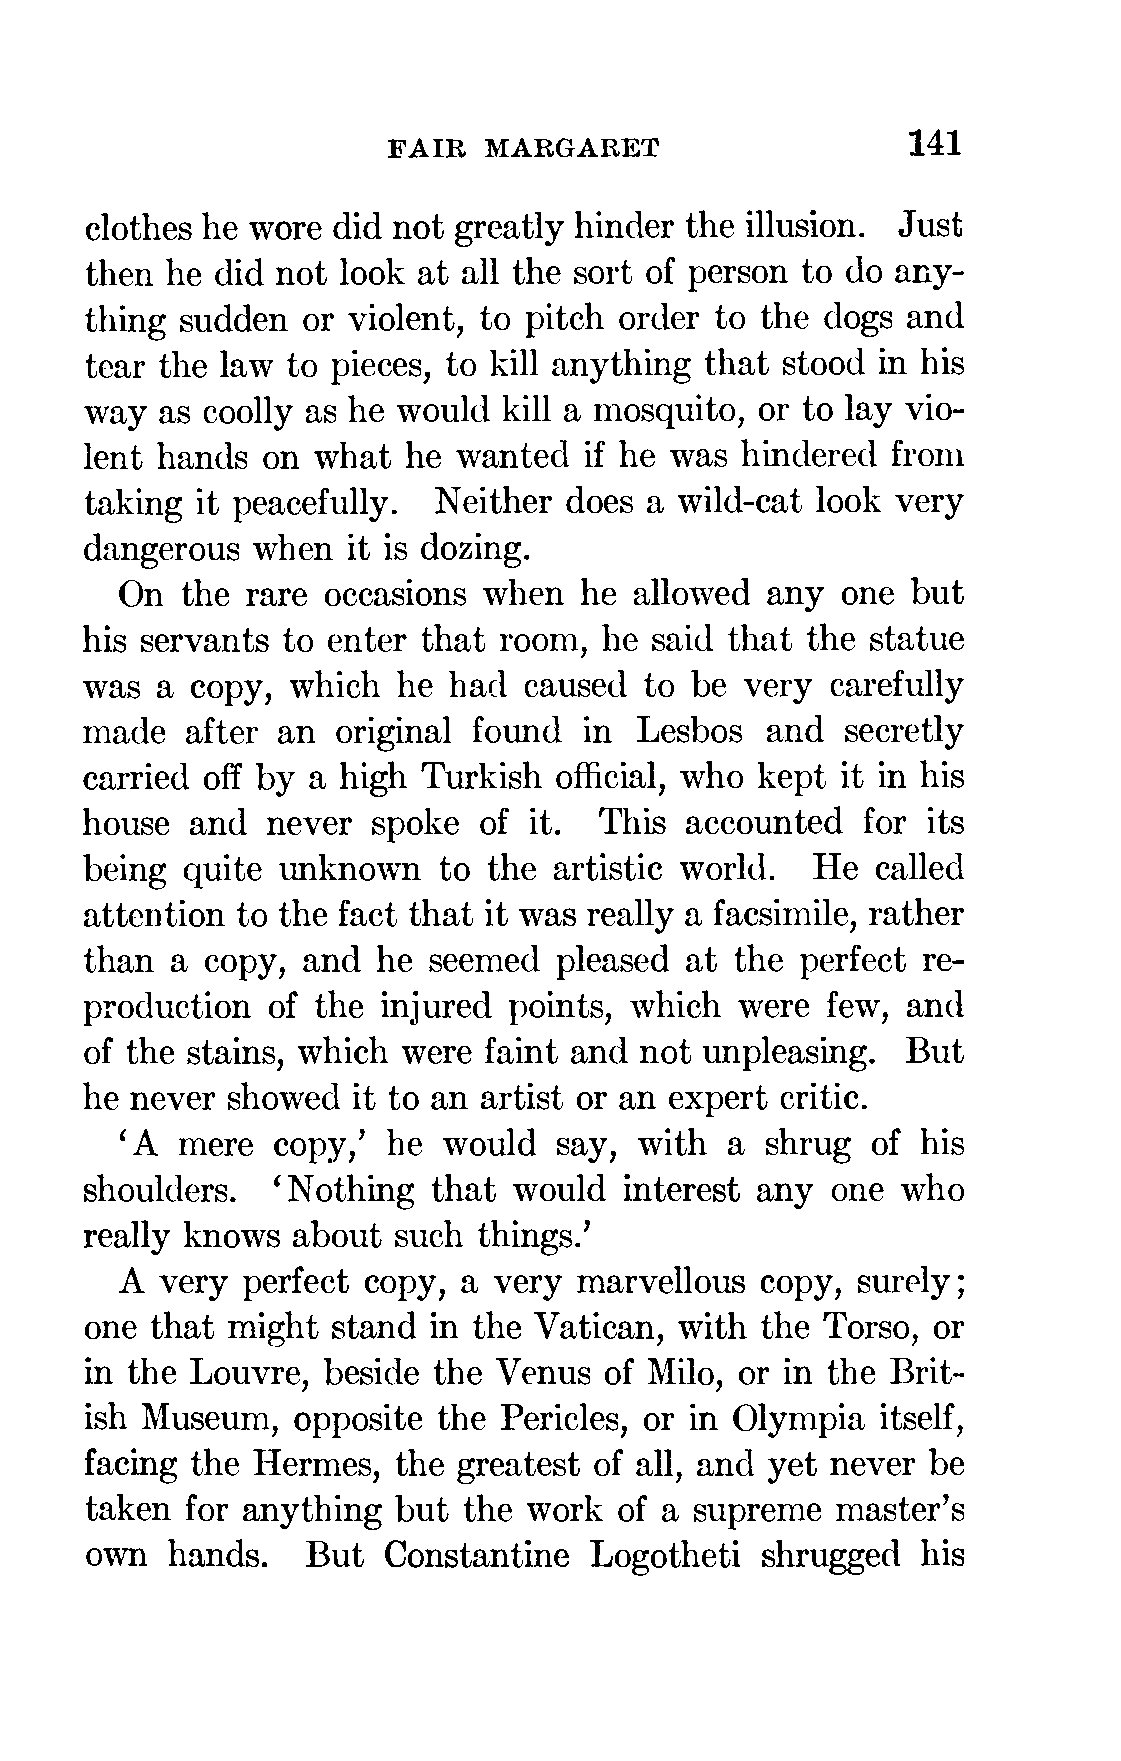 FAIR MARGARET 141
clothes he wore did not greatly hinder the illusion. Just
then he did not look at all the sort of person to do any-
thing sudden or violent, to pitch order to the dogs and
tear the law to pieces, to kill anything that stood in his
way as coolly as he would kill a mosquito, or to lay vio-
lent hands on what he wanted if he was hindered from
taking it peacefully. Neither does a wild-cat look very
dangerous when it is dozing.
On the rare occasions when he allowed any one but
his servants to enter that room, he said that the statue
was a copy, which he had caused to be very carefully
made after an original found in Lesbos and secretly
carried off by a high Turkish official, who kept it in his
house and never spoke of it. This accounted for its
being quite unknown to the artistic world. He called
attention to the fact that it was really a facsimile, rather
than a copy, and he seemed pleased at the perfect re-
production of the injured points, which were few, and
of the stains, which were faint and not unpleasing. But
he never showed it to an artist or an expert critic.
‘A mere copy,’ he would say, with a shrug of his
shoulders. ‘Nothing that would interest any one who
really knows about such things.’
A very perfect copy, a very marvellous copy, surely;
one that might stand in the Vatican, with the Torso, or
in the Louvre, beside the Venus of Milo, or in the Brit-
ish Museum, opposite the Pericles, or in Olympia itself,
facing the Hermes, the greatest of all, and yet never be
taken for anything but the work of a supreme master’s
own hands. But Constantine Logotheti shrugged his